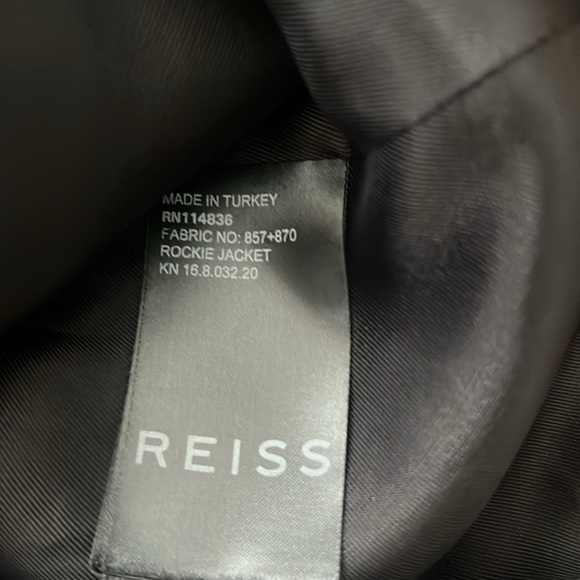 MADE IN TURKEY
RN114836
FABRIC NO: 857+870
ROCKIE JACKET
KN 16.8.032.20
REISS